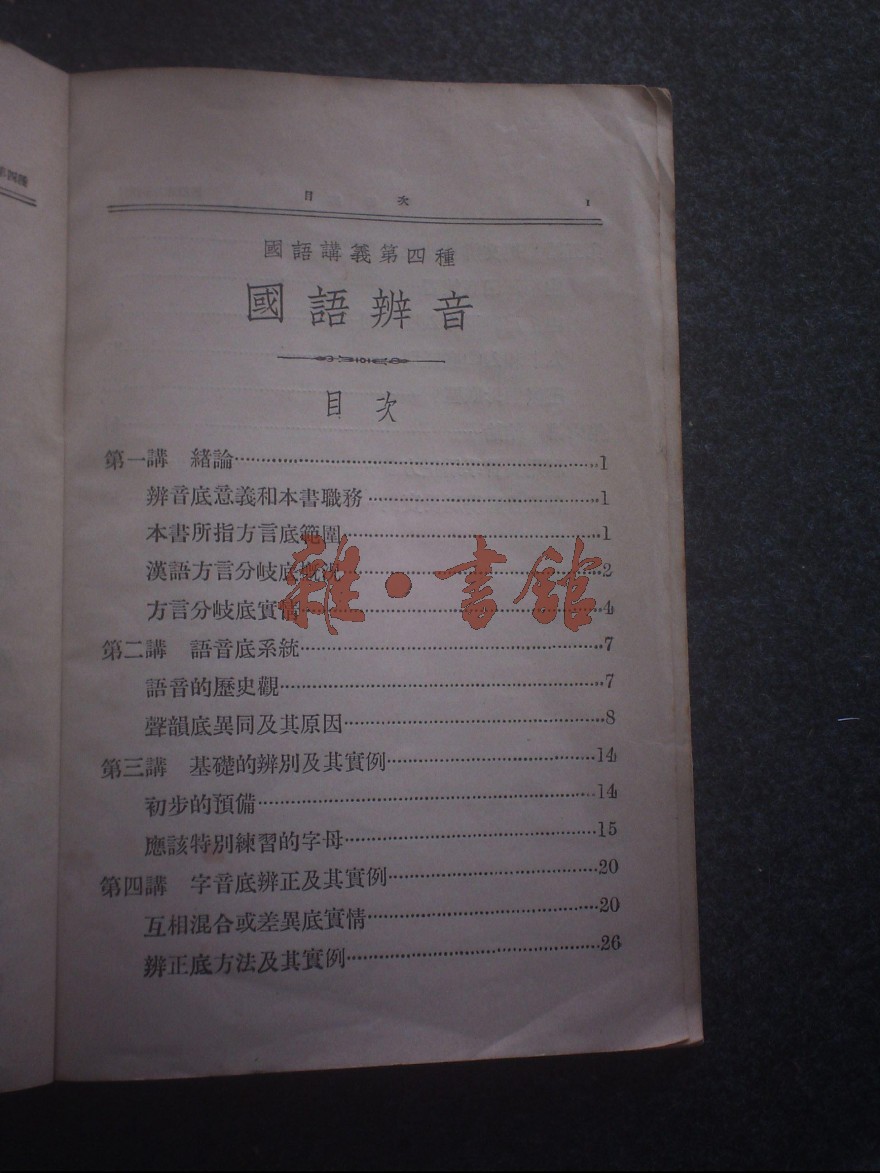 目次 1
國語講義第四種
國語辨音
目次
第一講 緒論 1
辨音底意義和本書職務 1
本書所指方言底範圍 1
漢語方言分岐底概況 2
方言分岐底實情 4
第二講 語音底系統 7
語音的歷史觀 7
聲韻底異同及其原因 8
第三講 基礎的辨別及其實例 14
初步的預備 14
應該特別練習的字母 15
第四講 字音底辨正及其實例 20
互相混合或差異底實情 20
辨正底方法及其實例 26
雜·書館